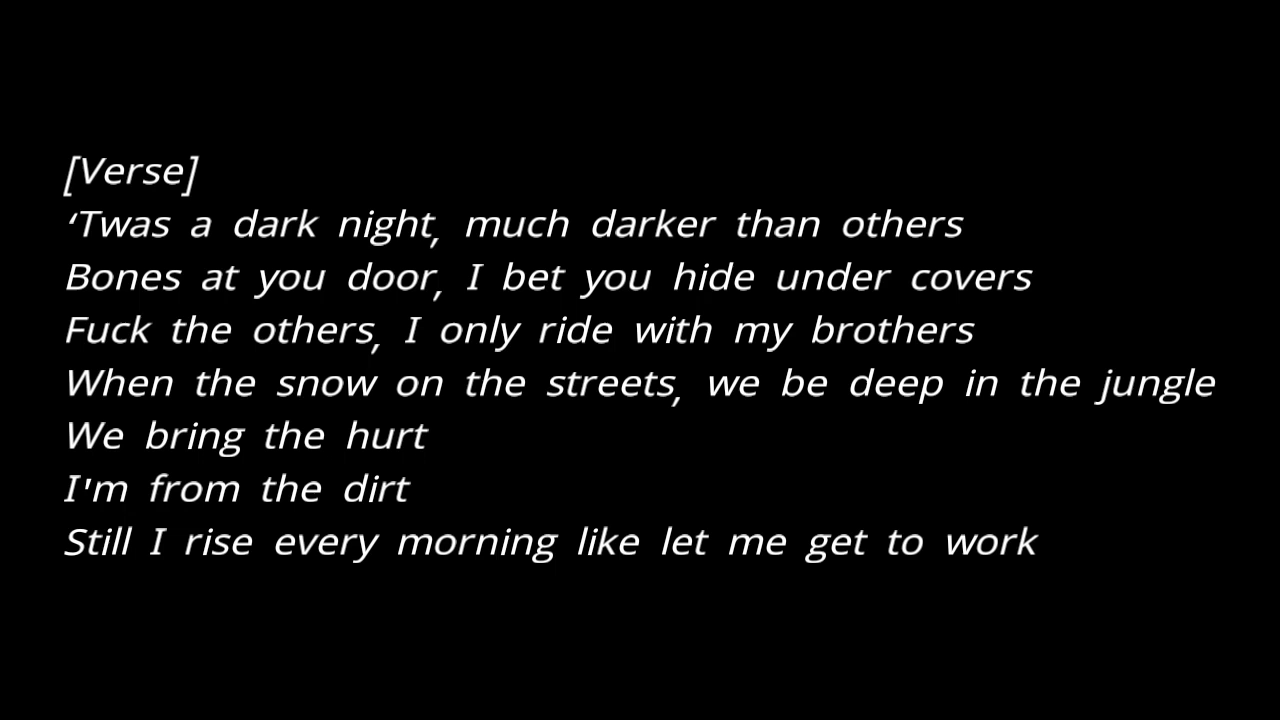 [Verse]
‘Twas a dark night, much darker than others
Bones at you door, I bet you hide under covers
Fuck the others, I only ride with my brothers
When the snow on the streets, we be deep in the jungle
We bring the hurt
I'm from the dirt
Still I rise every morning like let me get to work